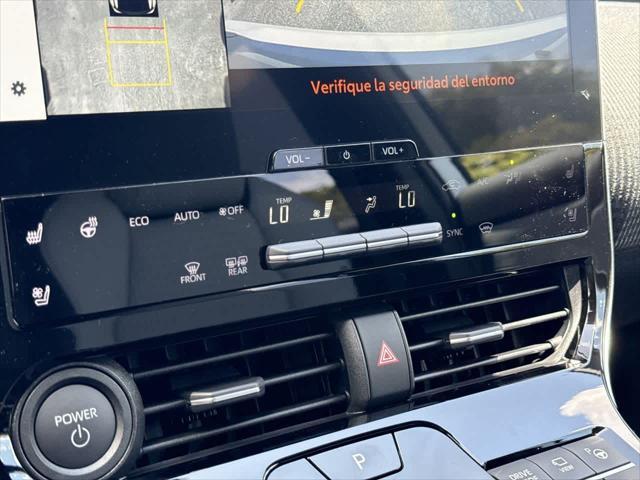 Verifique la seguridad del entorno
VOL−
VOL+
ECO
AUTO
OFF
TEMP
LO
TEMP
LO
A/C
SYNC
FRONT
REAR
POWER
P
DRIVE
VIEW
P